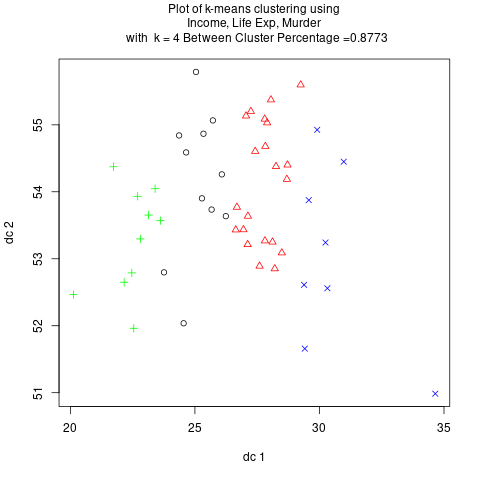 Plot of k-means clustering using
Income, Life Exp, Murder
with k = 4 Between Cluster Percentage =0.8773
55
54
53
52
51
dc 2
20
25
30
35
dc 1